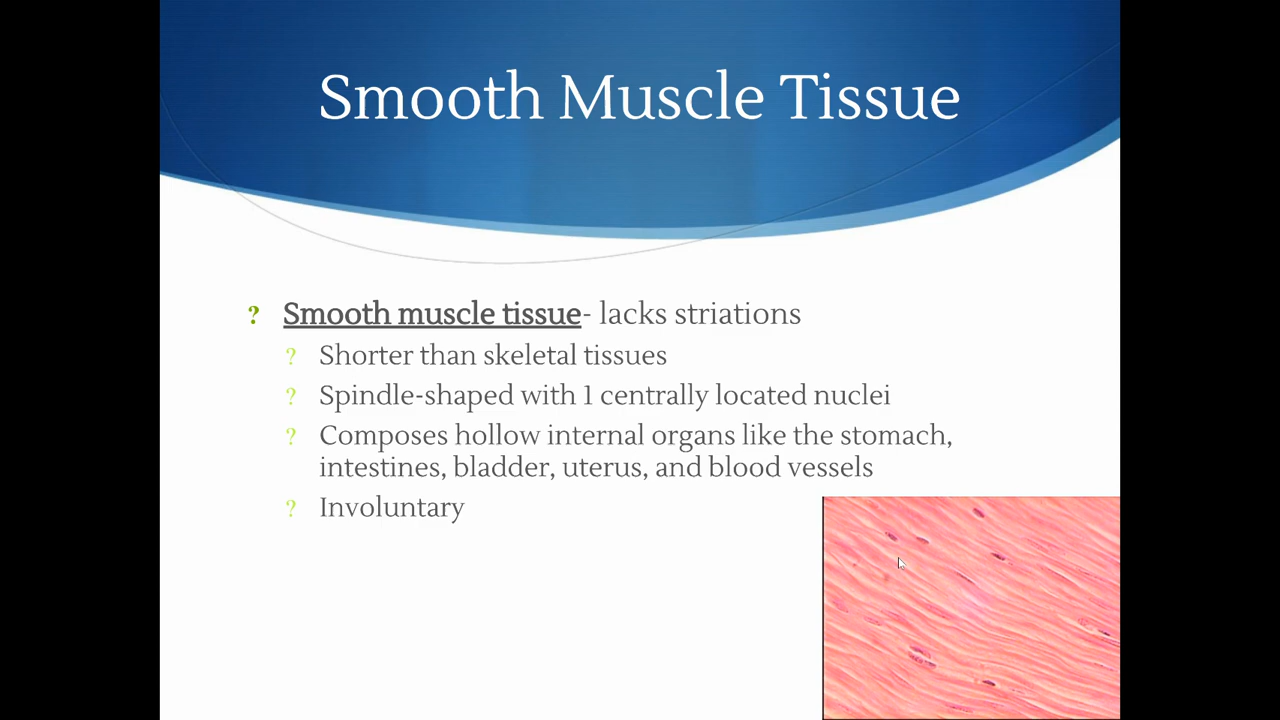 Smooth Muscle Tissue
? Smooth muscle tissue- lacks striations
? Shorter than skeletal tissues
? Spindle-shaped with 1 centrally located nuclei
? Composes hollow internal organs like the stomach,
intestines, bladder, uterus, and blood vessels
? Involuntary